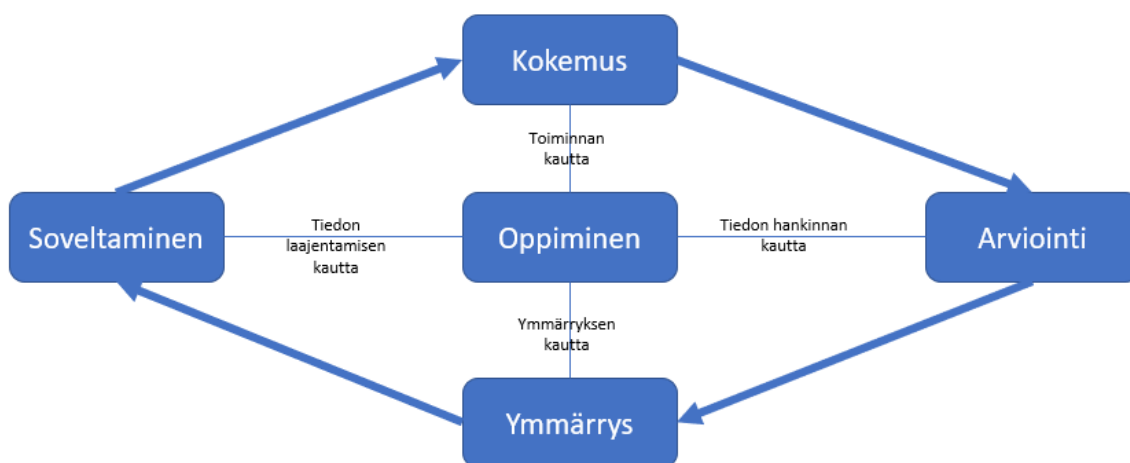 Kokemus
Toiminnan
kautta
Soveltaminen
Tiedon
laajentamisen
kautta
Oppiminen
Tiedon hankinnan
kautta
Arviointi
Ymmärryksen
kautta
Ymmärrys